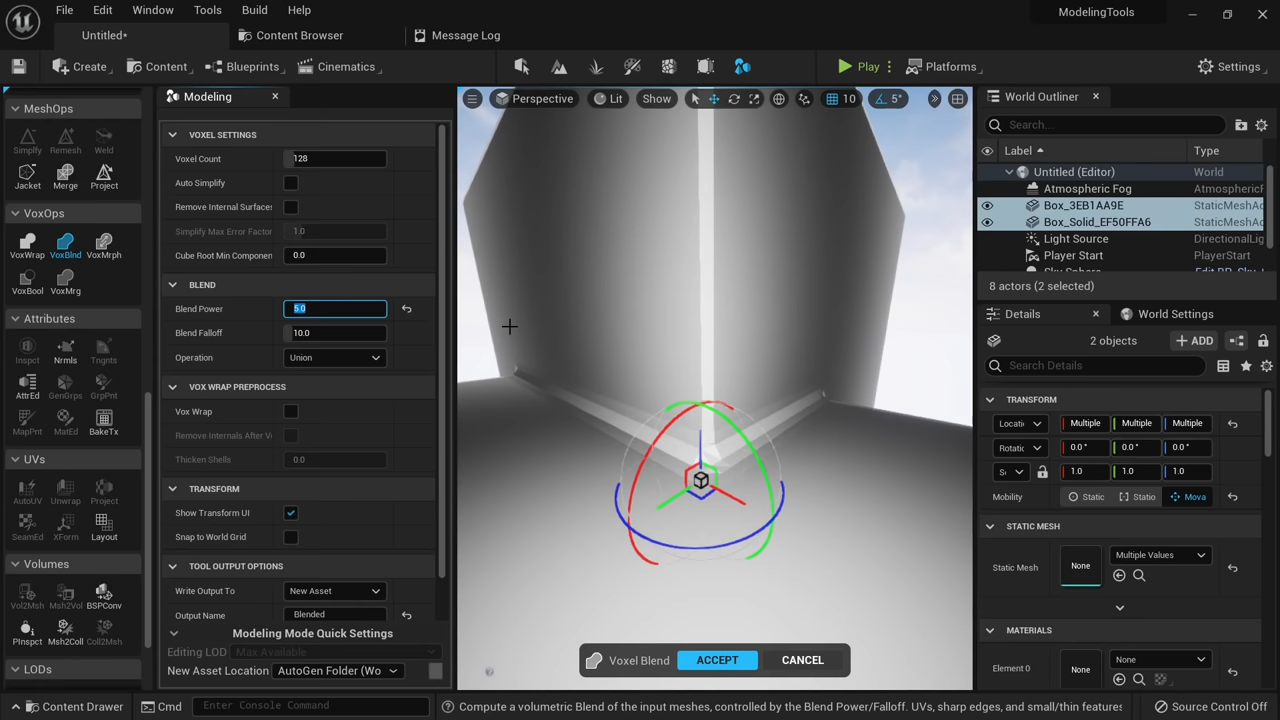 File Edit Window Tools Build Help
ModelingTools
Untitled*
Content Browser
Message Log
Create
Content
Blueprints
Cinematics
Play
Platforms
Settings
MeshOps
Simplfy Remesh Weld
Jacket Merge Project
VoxOps
VoxWrap VoxBlnd VoxMrph
VoxBool VoxMrg
Attributes
Inspct Nrmls Tngnts
AttrEd GenGrps GrpPnt
MapPnt MatEd BakeTx
UVs
AutoUV Unwrap Project
SeamEd XForm Layout
Volumes
Vol2Msh Msh2Vol BSPConv
PInspct Msh2Coll Coll2Msh
LODs
Modeling
VOXEL SETTINGS
Voxel Count 128
Auto Simplify
Remove Internal Surfaces
Simplify Max Error Factor 1.0
Cube Root Min Componen 0.0
BLEND
Blend Power 5.0
Blend Falloff 10.0
Operation Union
VOX WRAP PREPROCESS
Vox Wrap
Remove Internals After V
Thicken Shells 0.0
TRANSFORM
Show Transform UI
Snap to World Grid
TOOL OUTPUT OPTIONS
Write Output To New Asset
Output Name Blended
Modeling Mode Quick Settings
Editing LOD Max Available
New Asset Location AutoGen Folder (Wo
Perspective Lit Show 10 5°
Voxel Blend ACCEPT CANCEL
World Outliner
Search...
Label Type
Untitled (Editor) World
Atmospheric Fog AtmosphericF
Box_3EB1AA9E StaticMeshAc
Box_Solid_EF50FFA6 StaticMeshAc
Light Source DirectionalLig
Player Start PlayerStart
8 actors (2 selected)
Details
World Settings
2 objects
ADD
Search Details
TRANSFORM
Locati Multiple Multiple Multiple
Rotatic 0.0° 0.0° 0.0°
1.0 1.0 1.0
Mobility Static Statio Mova
STATIC MESH
Static Mesh None Multiple Values
MATERIALS
Element 0 None None
Content Drawer
Cmd
Enter Console Command
Compute a volumetric Blend of the input meshes, controlled by the Blend Power/Falloff. UVs, sharp edges, and small/thin features
Source Control Off